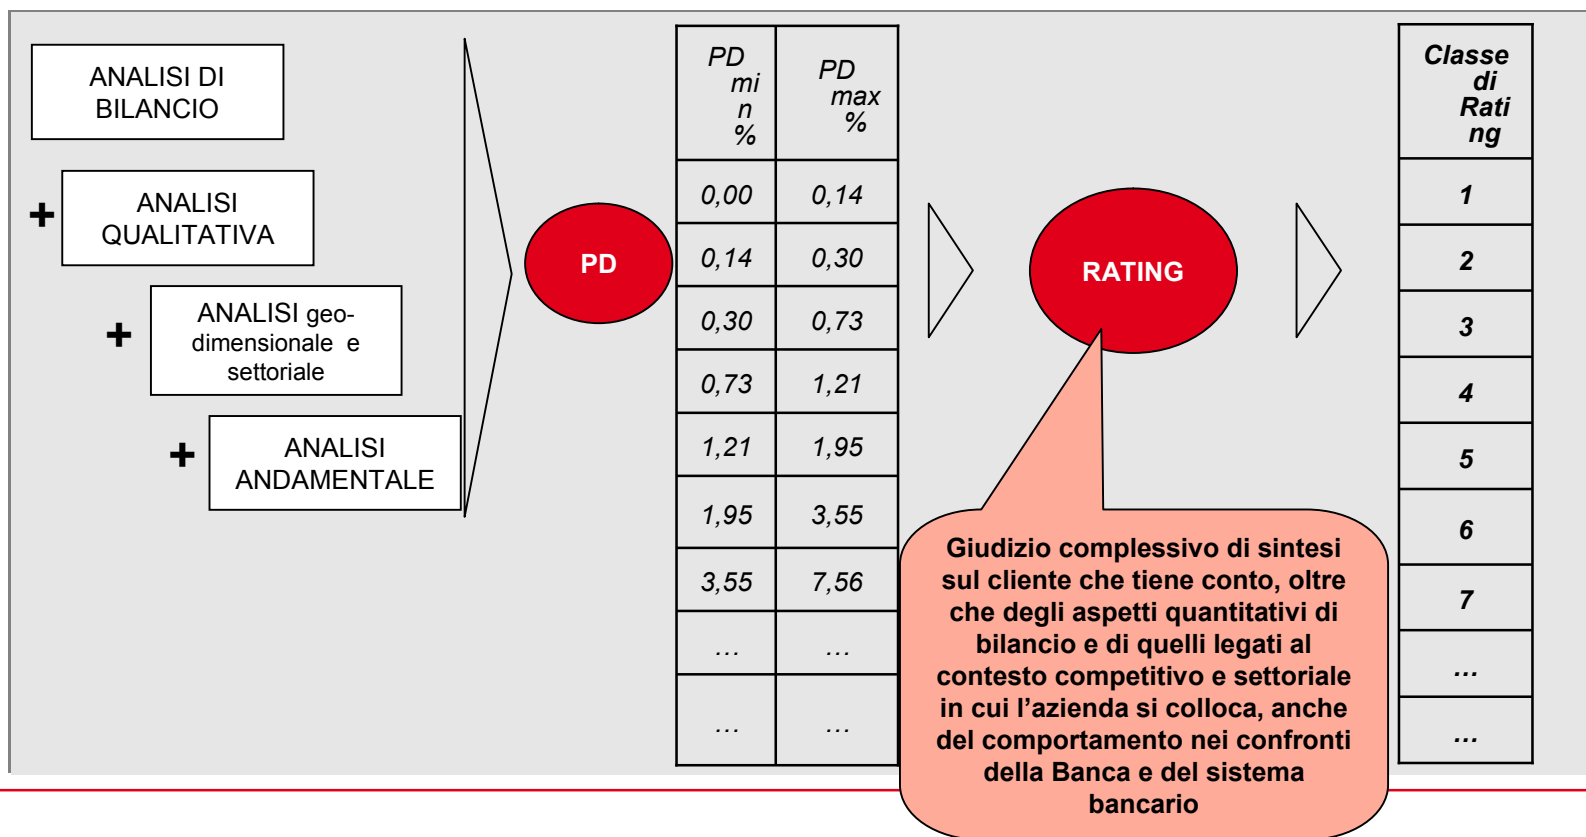 ANALISI DI
BILANCIO
+
ANALISI
QUALITATIVA
+
ANALISI geo-
dimensionale e
settoriale
+
ANALISI
ANDAMENTALE
PD
PD
mi
n
%
PD
max
%
0,00 0,14
0,14 0,30
0,30 0,73
0,73 1,21
1,21 1,95
1,95 3,55
3,55 7,56
... ...
... ...
RATING
Giudizio complessivo di sintesi
sul cliente che tiene conto, oltre
che degli aspetti quantitativi di
bilancio e di quelli legati al
contesto competitivo e settoriale
in cui l’azienda si colloca, anche
del comportamento nei confronti
della Banca e del sistema
bancario
Classe
di
Rati
ng
1
2
3
4
5
6
7
...
...